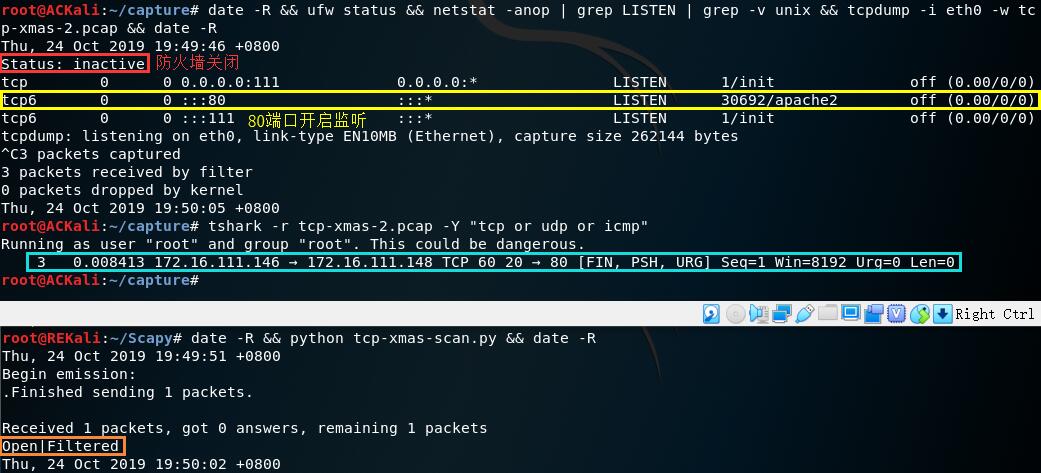 root@ACKali:~/capture# date -R && ufw status && netstat -anop | grep LISTEN | grep -v unix && tcpdump -i eth0 -w tc
p-xmas-2.pcap && date -R
Thu, 24 Oct 2019 19:49:46 +0800
Status: inactive 防火墙关闭
tcp 0 0 0.0.0.0:111 0.0.0.0:* LISTEN 1/init off (0.00/0/0)
tcp6 0 0 :::80 :::* LISTEN 30692/apache2 off (0.00/0/0)
tcp6 0 0 :::111 80端口开启监听 :::* LISTEN 1/init off (0.00/0/0)
tcpdump: listening on eth0, link-type EN10MB (Ethernet), capture size 262144 bytes
^C3 packets captured
3 packets received by filter
0 packets dropped by kernel
Thu, 24 Oct 2019 19:50:05 +0800
root@ACKali:~/capture# tshark -r tcp-xmas-2.pcap -Y "tcp or udp or icmp"
Running as user "root" and group "root". This could be dangerous.
3 0.008413 172.16.111.146 → 172.16.111.148 TCP 60 20 → 80 [FIN, PSH, URG] Seq=1 Win=8192 Urg=0 Len=0
root@ACKali:~/capture#
Right Ctrl
root@REKali:~/Scapy# date -R && python tcp-xmas-scan.py && date -R
Thu, 24 Oct 2019 19:49:51 +0800
Begin emission:
.Finished sending 1 packets.
Received 1 packets, got 0 answers, remaining 1 packets
Open|Filtered
Thu, 24 Oct 2019 19:50:02 +0800